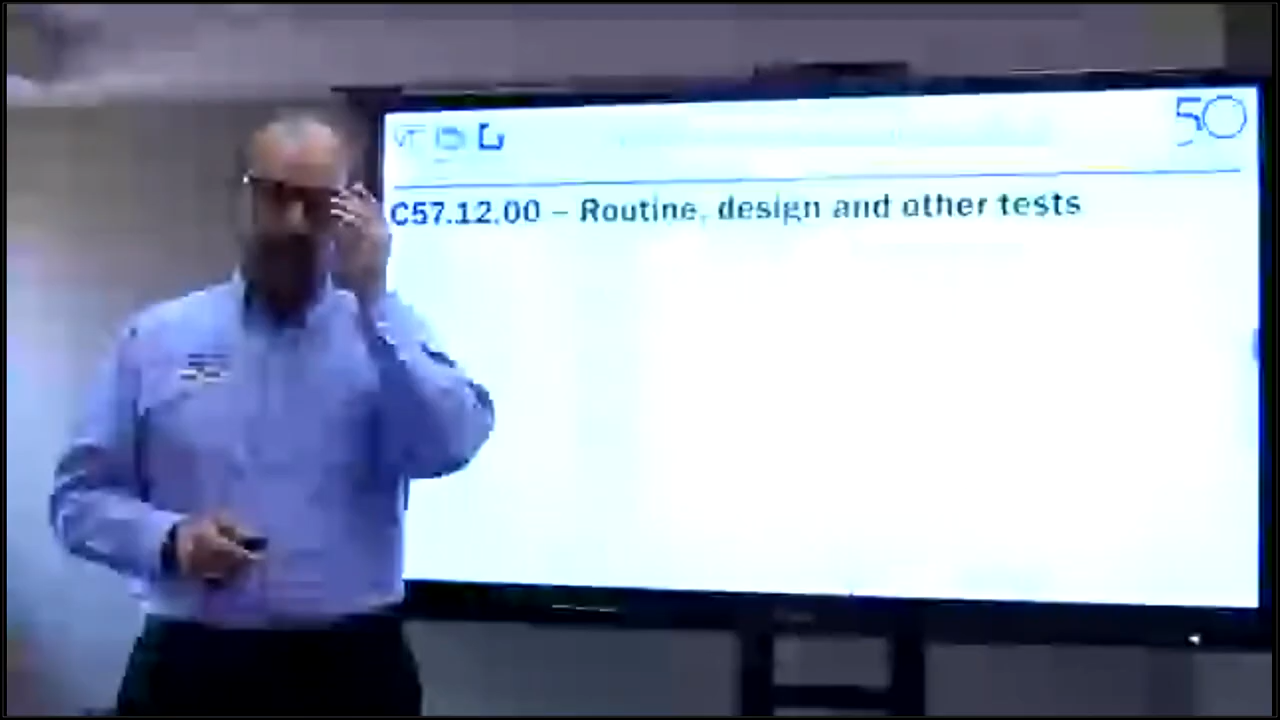 50
C57.12.00 – Routine, design and other tests